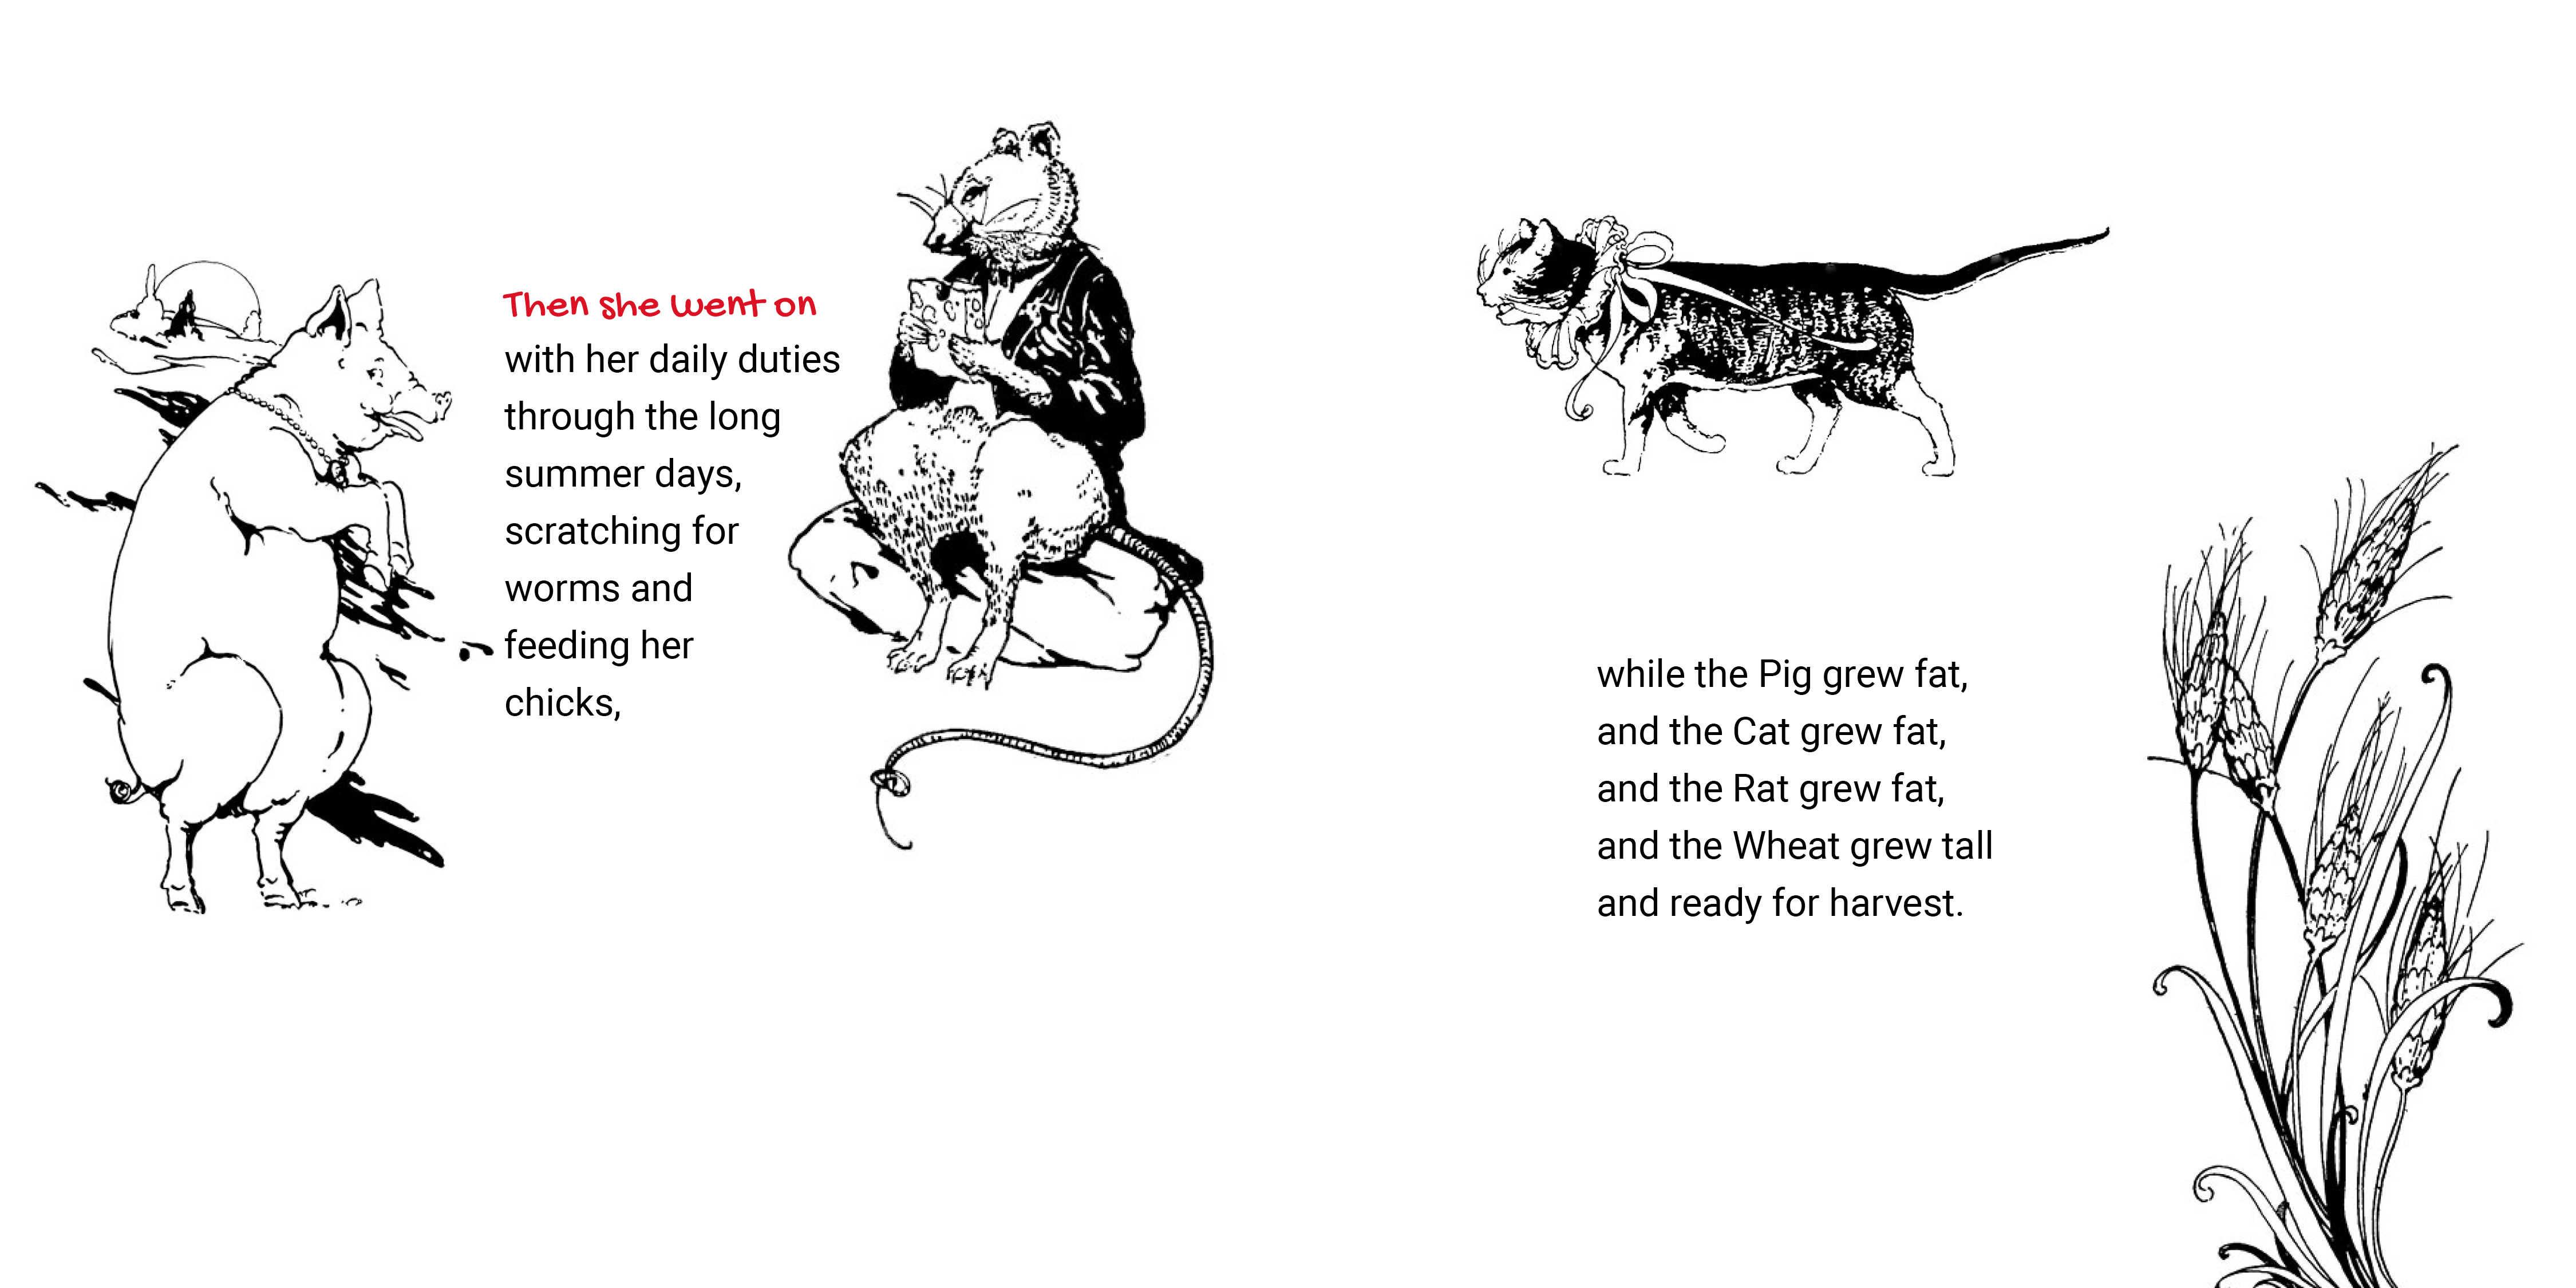 Then she went on
with her daily duties
through the long
summer days,
scratching for
worms and
feeding her
chicks,
while the Pig grew fat,
and the Cat grew fat,
and the Rat grew fat,
and the Wheat grew tall
and ready for harvest.